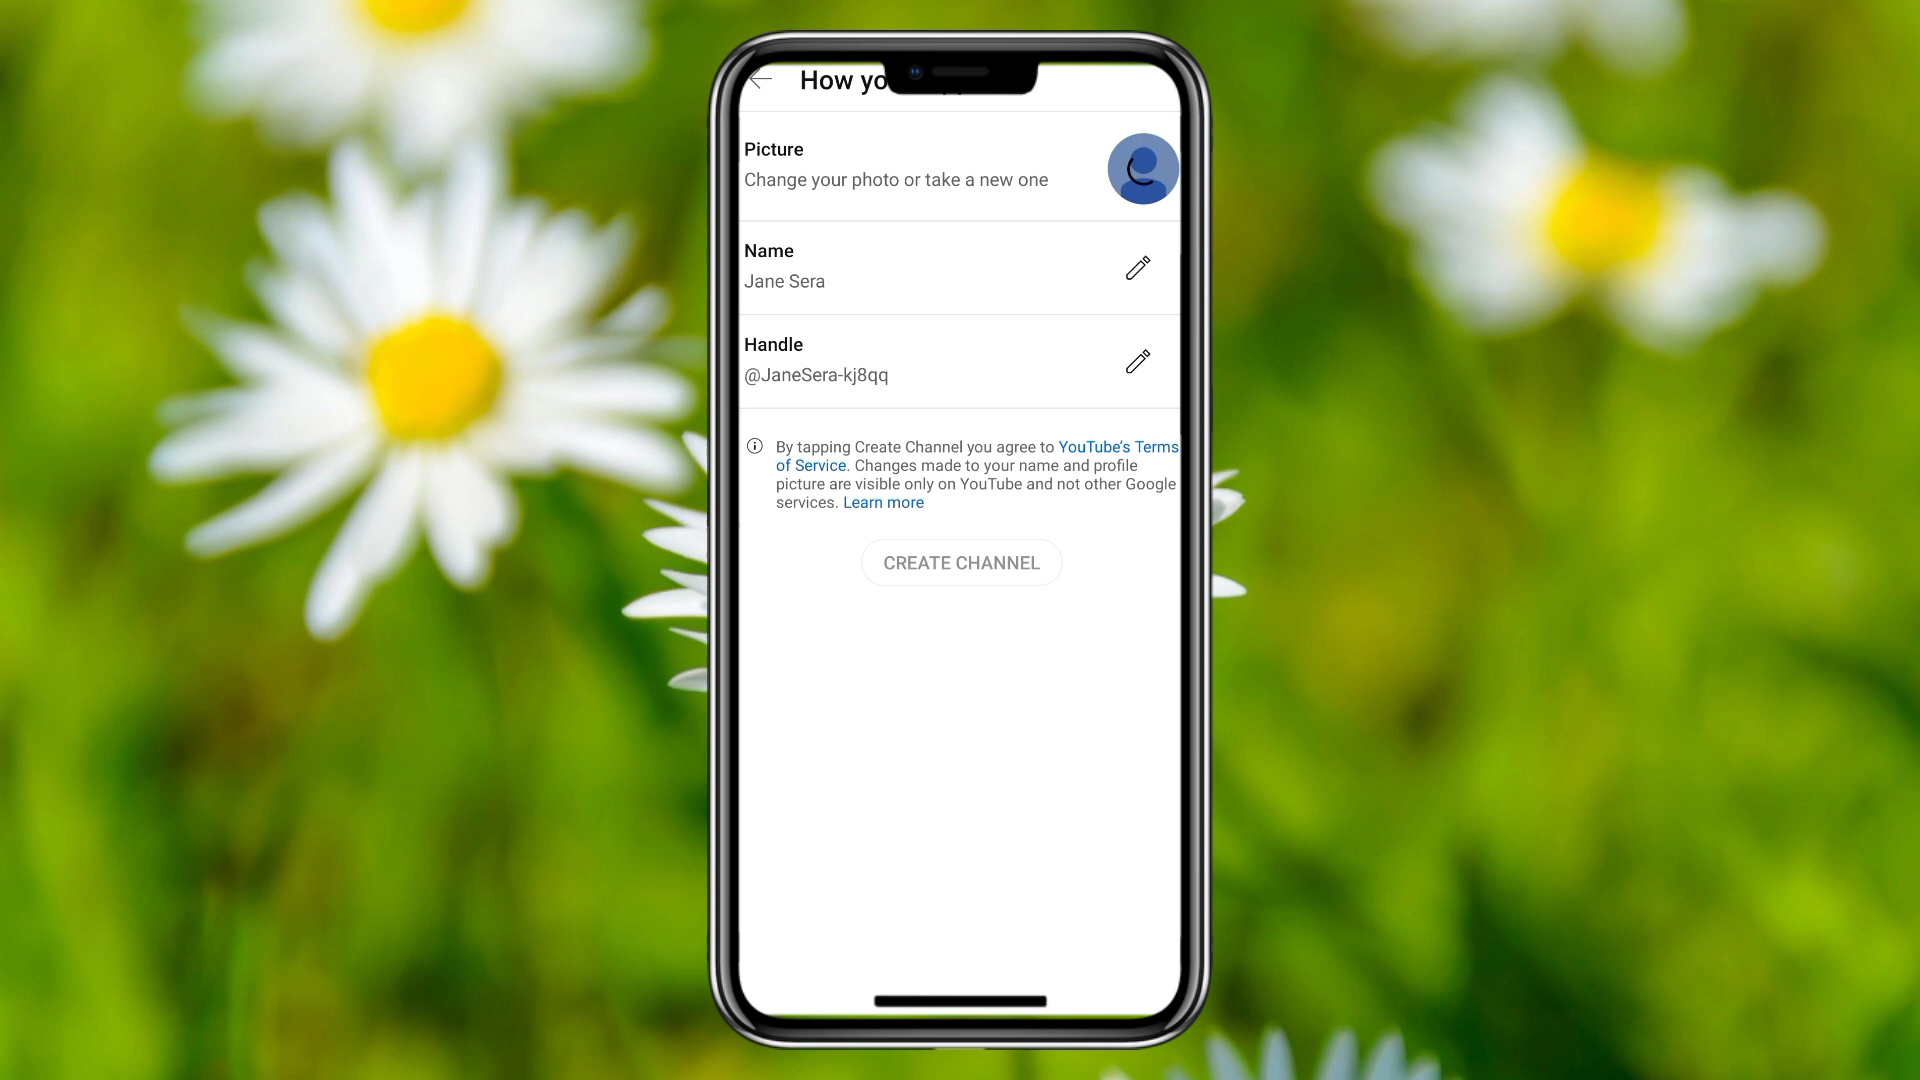 How yo
Picture
Change your photo or take a new one
Name
Jane Sera
Handle
@JaneSera-kj8qq
By tapping Create Channel you agree to YouTube's Terms
of Service. Changes made to your name and profile
picture are visible only on YouTube and not other Google
services. Learn more
CREATE CHANNEL